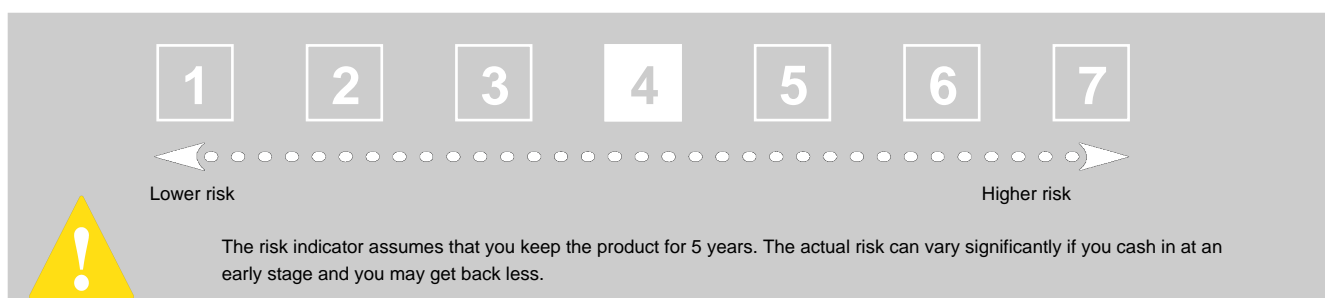 1 2 3 4 5 6 7
Lower risk Higher risk
! The risk indicator assumes that you keep the product for 5 years. The actual risk can vary significantly if you cash in at an
early stage and you may get back less.